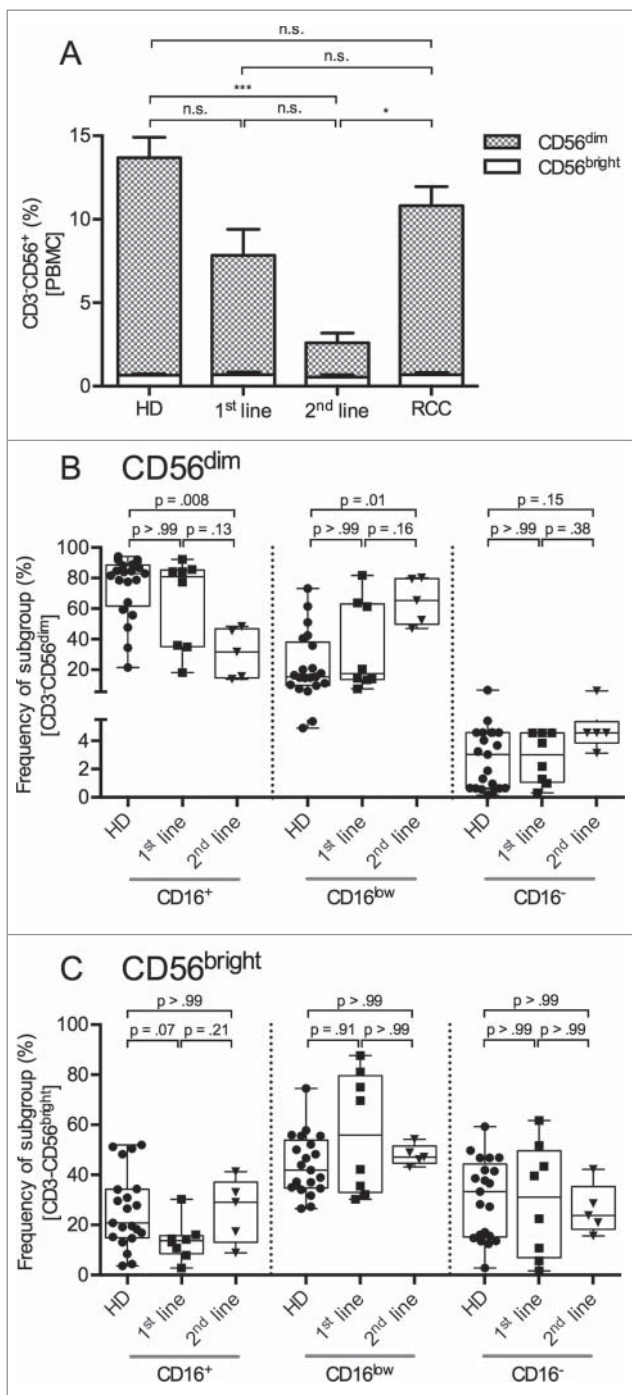 A
n.s.
n.s.
***
n.s. n.s. *
CD56dim
CD56bright
CD3-CD56+ (%)
[PBMC]
15
10
5
0
HD 1st line 2nd line RCC
B CD56dim
p = .008 p = .01 p = .15
p > .99 p = .13 p > .99 p = .16 p > .99 p = .38
Frequency of subgroup (%)
[CD3-CD56dim]
100
80
60
40
20
4
2
0
HD 1st line 2nd line HD 1st line 2nd line HD 1st line 2nd line
CD16+ CD16low CD16-
C CD56bright
p > .99 p > .99 p > .99
p = .07 p = .21 p = .91 p > .99 p > .99 p > .99
Frequency of subgroup (%)
[CD3-CD56bright]
100
80
60
40
20
0
HD 1st line 2nd line HD 1st line 2nd line HD 1st line 2nd line
CD16+ CD16low CD16-